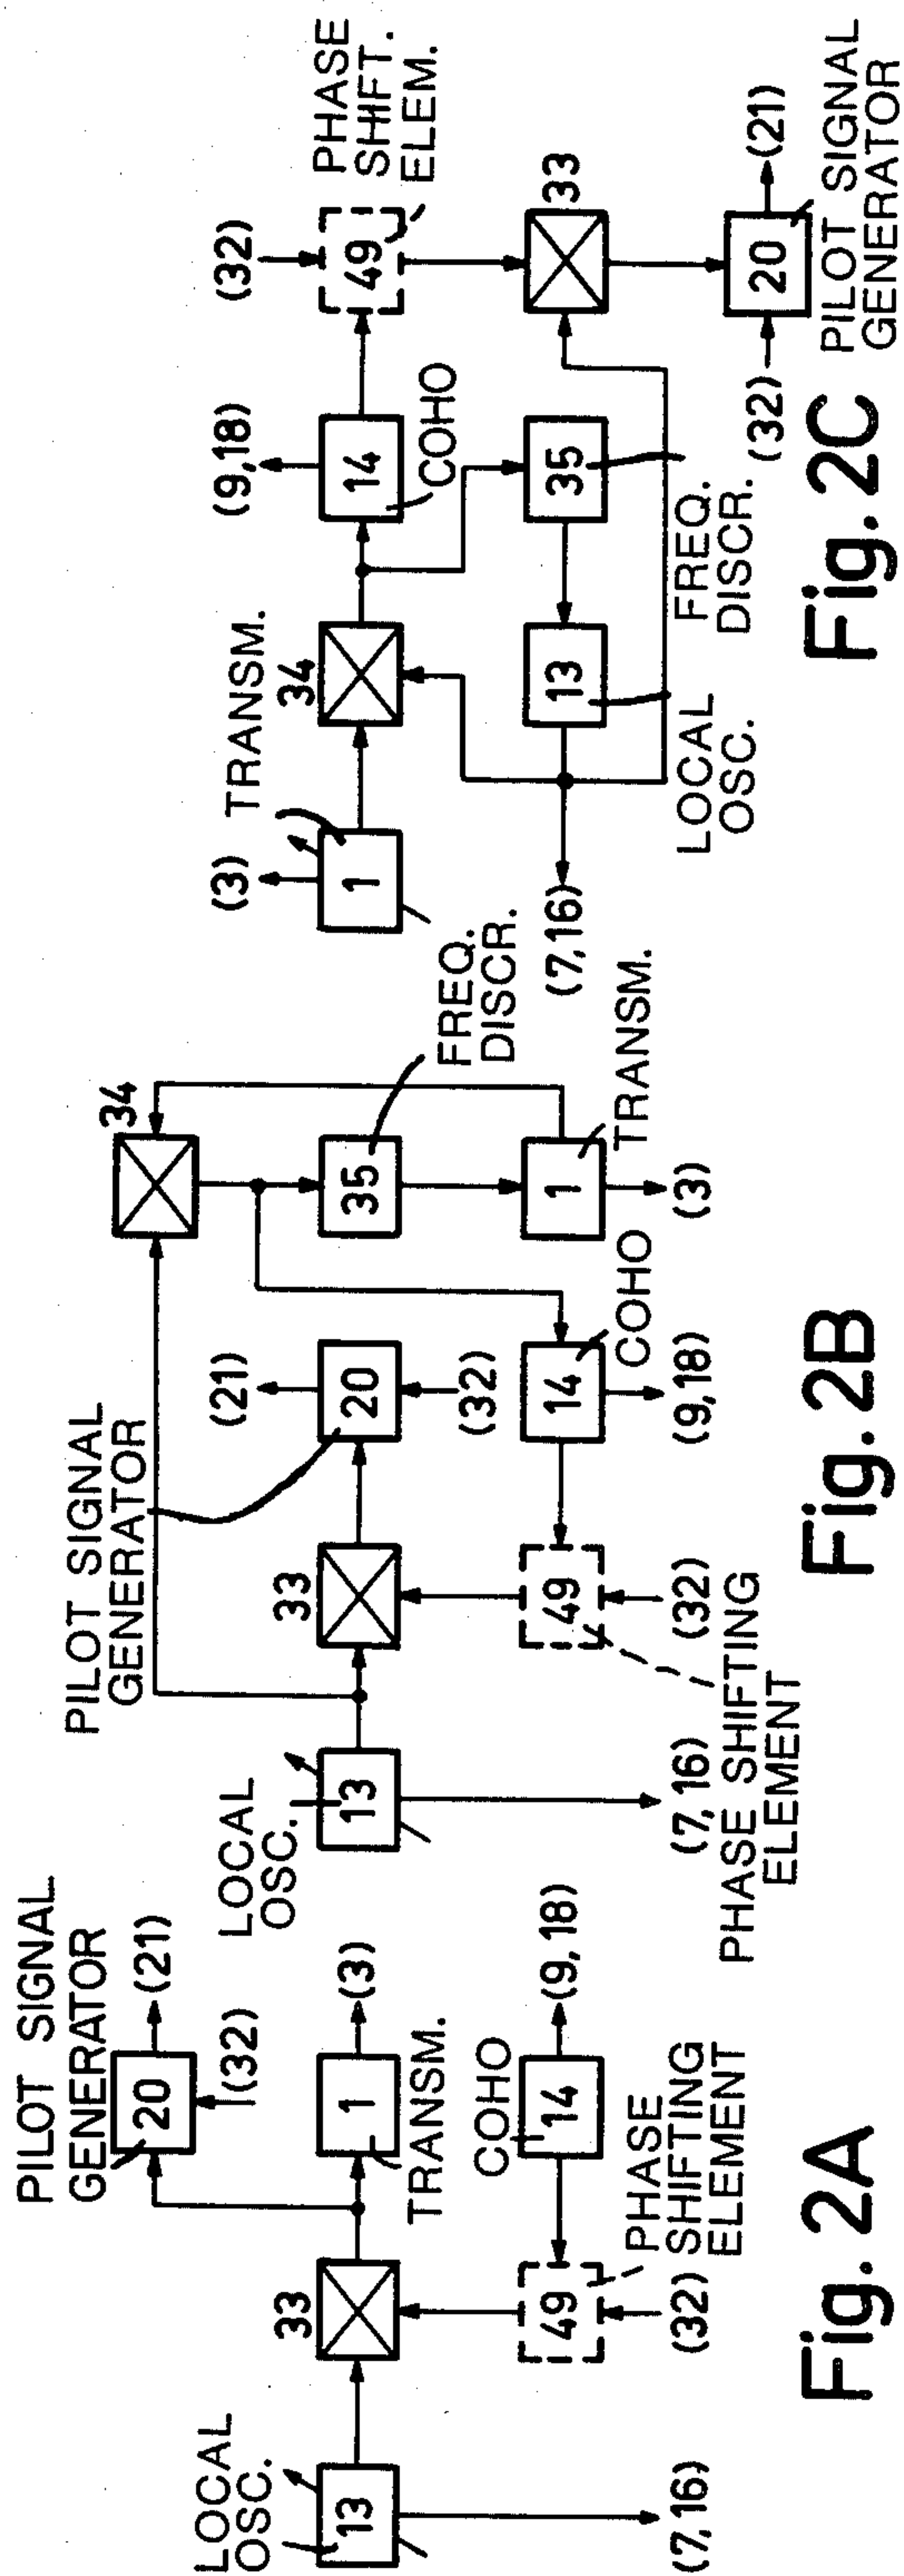 PILOT SIGNAL
GENERATOR
20
(21)
(32)
LOCAL
OSC.
13
33
1
(3)
TRANSM.
COHO
14
(9,18)
49
(32)
PHASE
SHIFTING
ELEMENT
(7,16)
Fig. 2A
PILOT SIGNAL
GENERATOR
34
LOCAL
OSC.
13
33
(21)
20
(32)
35
FREQ.
DISCR.
49
(32)
14
COHO
(9,18)
1
TRANSM.
(3)
(7,16)
PHASE SHIFTING
ELEMENT
Fig. 2B
(3)
TRANSM.
1
34
(9,18)
14
COHO
(32)
49
PHASE
SHIFT.
ELEM.
(7,16)
13
35
33
LOCAL
OSC.
FREQ.
DISCR.
(32)
20
(21)
PILOT SIGNAL
GENERATOR
Fig. 2C